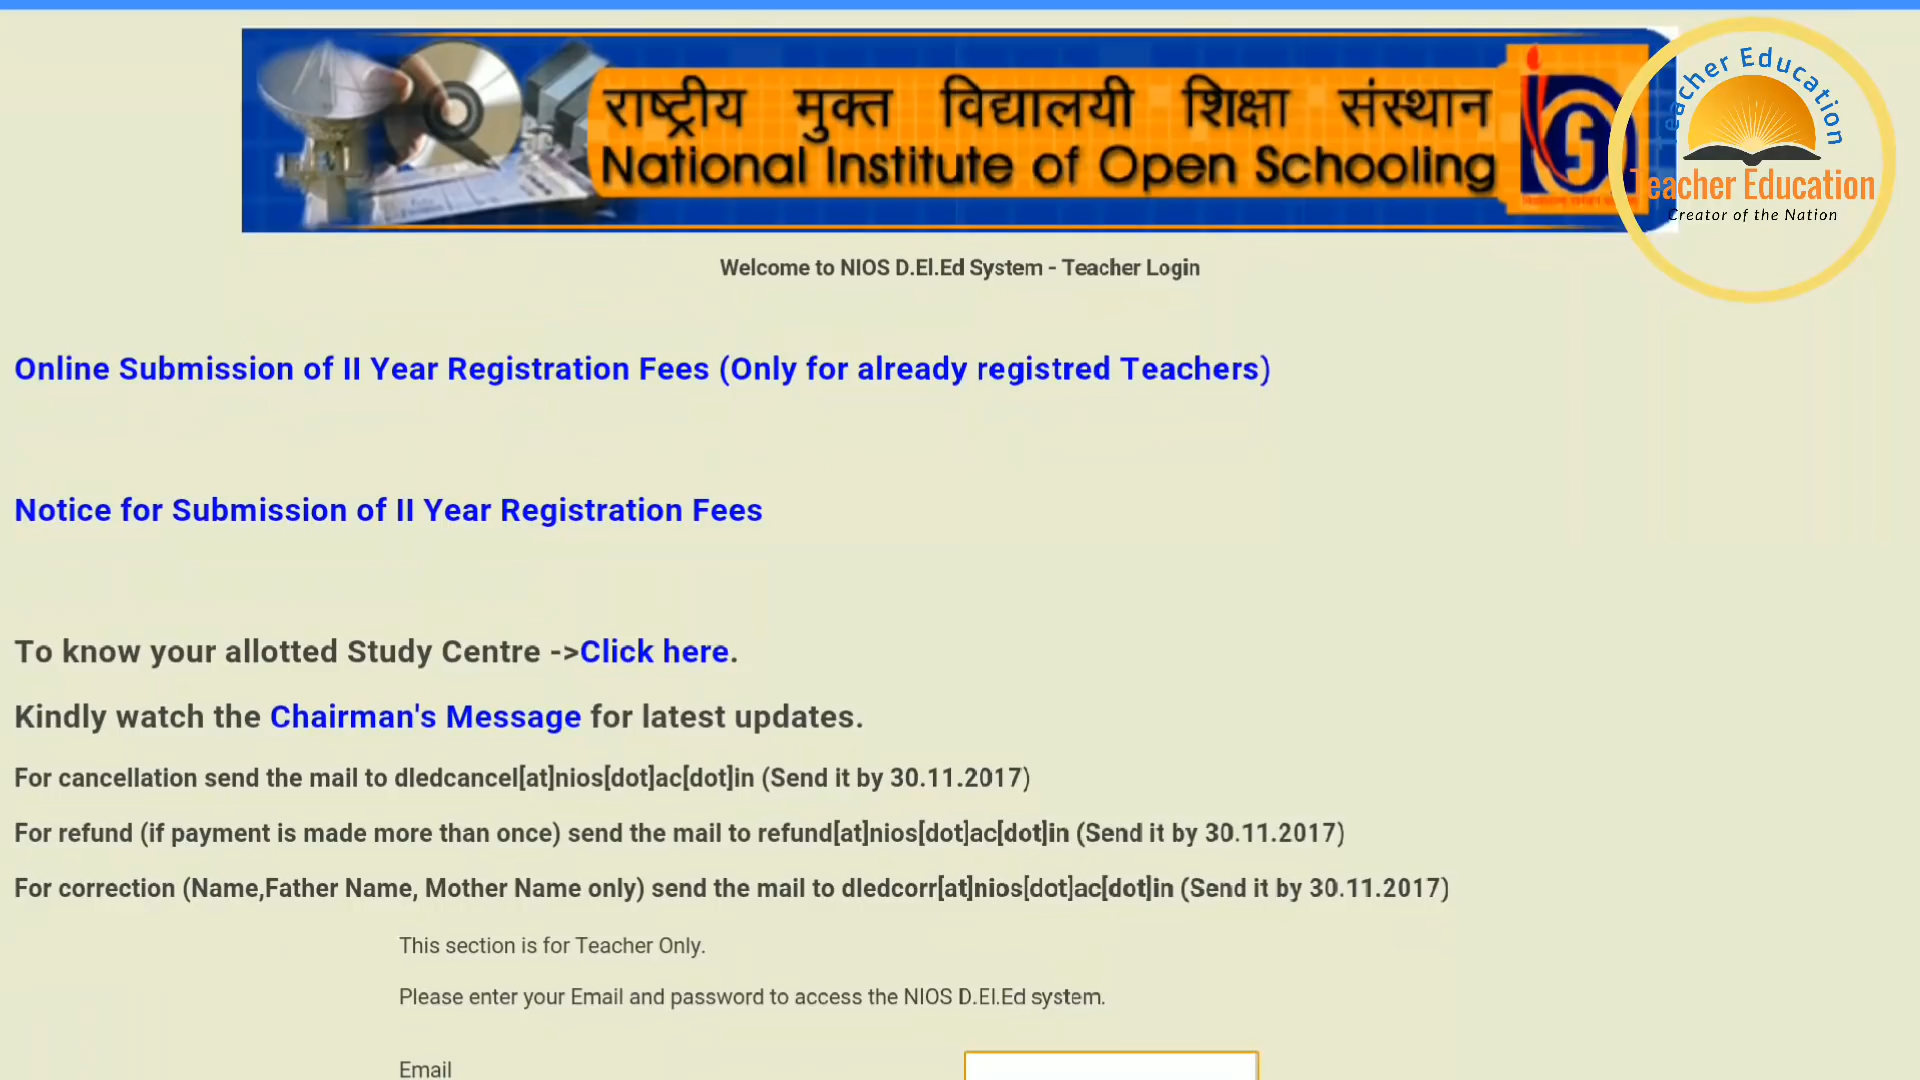 राष्ट्रीय मुक्त विद्यालयी शिक्षा संस्थान
National Institute of Open Schooling
Teacher Education
Teacher Education
Creator of the Nation
Welcome to NIOS D.El.Ed System - Teacher Login
Online Submission of II Year Registration Fees (Only for already registred Teachers)
Notice for Submission of II Year Registration Fees
To know your allotted Study Centre ->Click here.
Kindly watch the Chairman's Message for latest updates.
For cancellation send the mail to dledcancel[at]nios[dot]ac[dot]in (Send it by 30.11.2017)
For refund (if payment is made more than once) send the mail to refund[at]nios[dot]ac[dot]in (Send it by 30.11.2017)
For correction (Name,Father Name, Mother Name only) send the mail to dledcorr[at]nios[dot]ac[dot]in (Send it by 30.11.2017)
This section is for Teacher Only.
Please enter your Email and password to access the NIOS D.El.Ed system.
Email